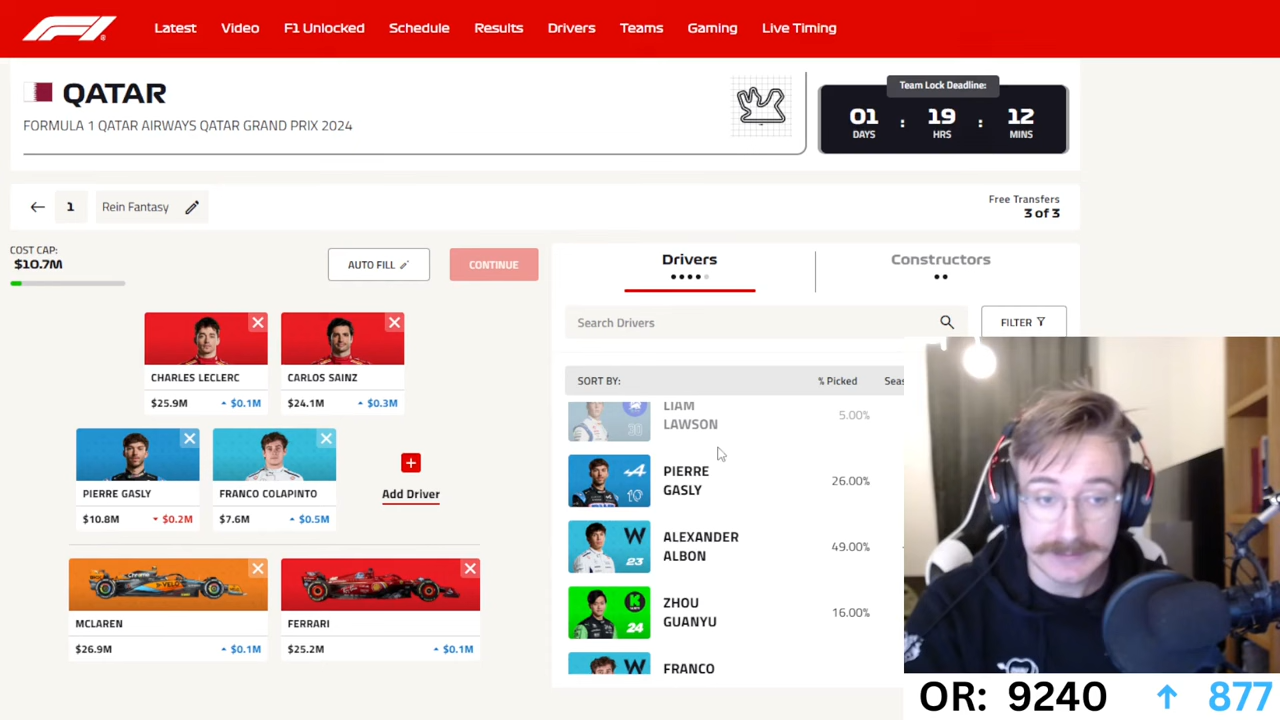 F1
Latest Video F1 Unlocked Schedule Results Drivers Teams Gaming Live Timing
QATAR
FORMULA 1 QATAR AIRWAYS QATAR GRAND PRIX 2024
Team Lock Deadline:
01 : 19 : 12
DAYS HRS MINS
1 Rein Fantasy
Free Transfers
3 of 3
COST CAP:
$10.7M
AUTO FILL
CONTINUE
CHARLES LECLERC
$25.9M $0.1M
CARLOS SAINZ
$24.1M $0.3M
PIERRE GASLY
$10.8M $0.2M
FRANCO COLAPINTO
$7.6M $0.5M
Add Driver
MCLAREN
$26.9M $0.1M
FERRARI
$25.2M $0.1M
Drivers
Constructors
Search Drivers
FILTER
SORT BY: % Picked Seas
LIAM
LAWSON
30
5.00%
PIERRE
GASLY
10
26.00%
ALEXANDER
ALBON
W
23
49.00%
ZHOU
GUANYU
K
24
16.00%
FRANCO
W
OR: 9240 ↑ 877